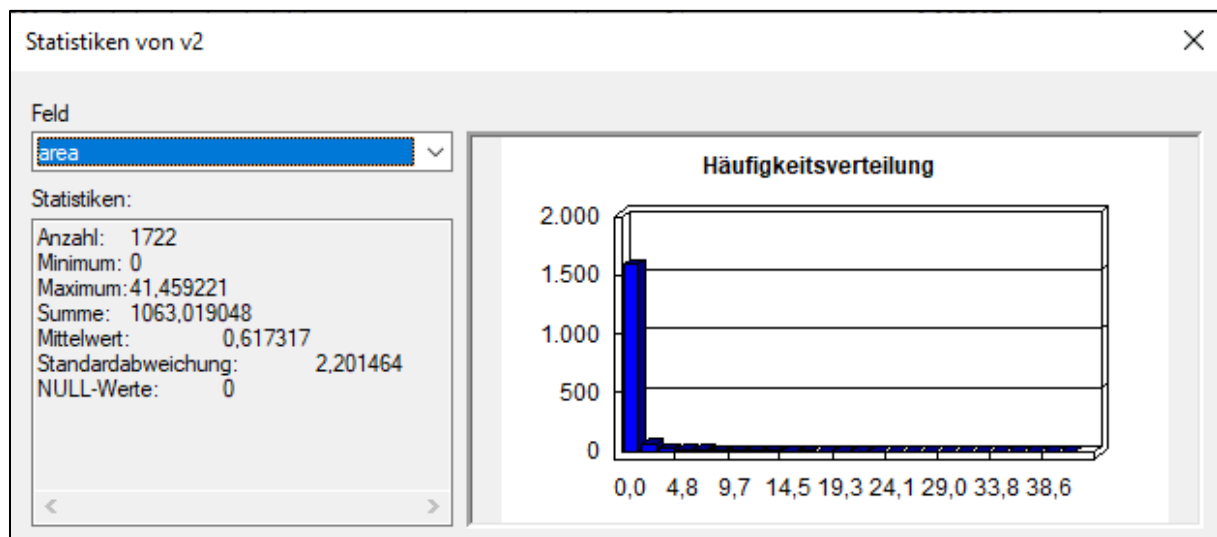 Statistiken von v2
Feld
area
Statistiken:
Anzahl: 1722
Minimum: 0
Maximum: 41,459221
Summe: 1063,019048
Mittelwert: 0,617317
Standardabweichung: 2,201464
NULL-Werte: 0
Häufigkeitsverteilung
2.000
1.500
1.000
500
0
0,0 4,8 9,7 14,5 19,3 24,1 29,0 33,8 38,6